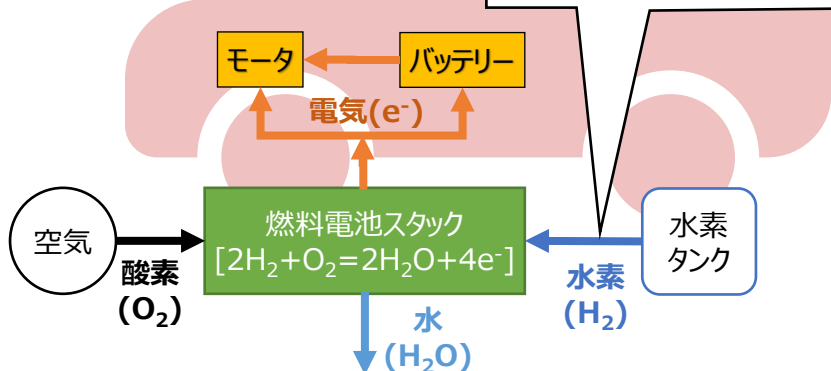 モータ
バッテリー
電気(e⁻)
空気
燃料電池スタック
[2H₂+O₂=2H₂O+4e⁻]
水素
タンク
酸素
(O₂)
水素
(H₂)
水
(H₂O)